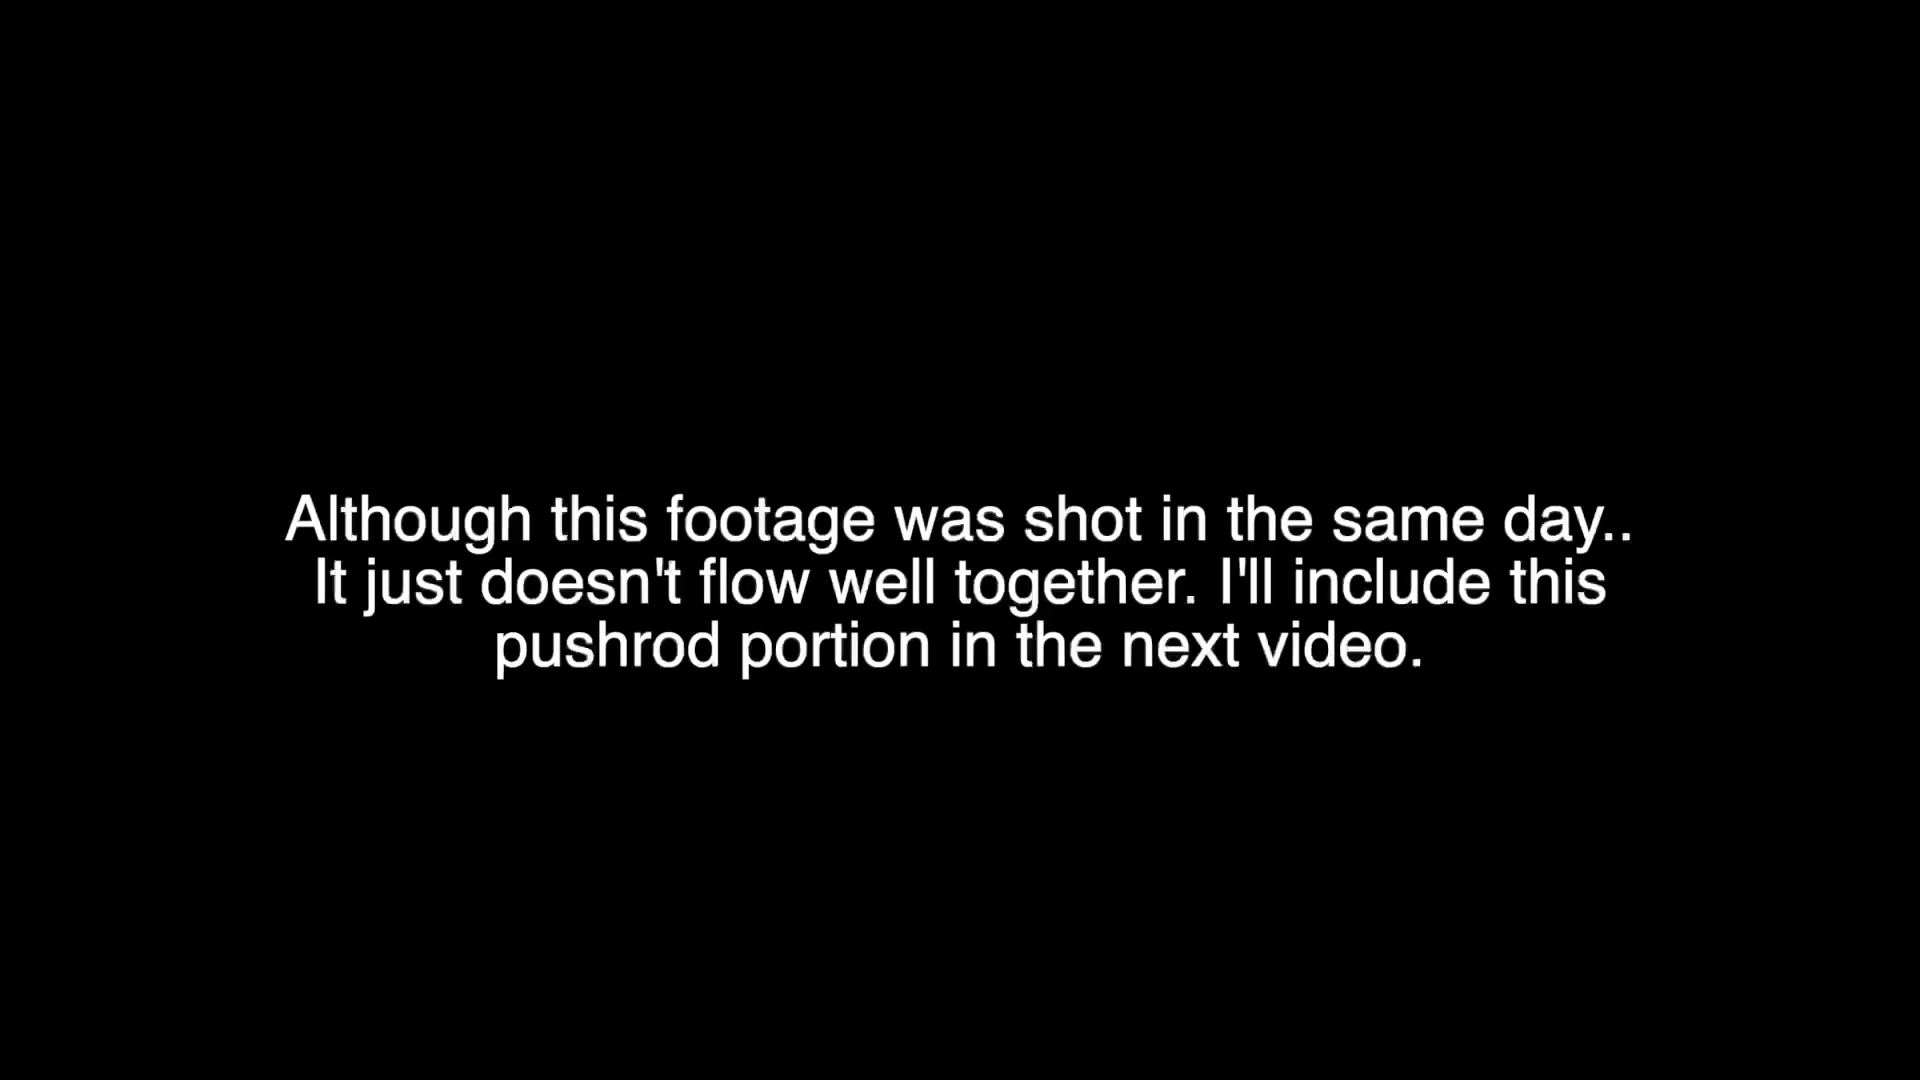 Although this footage was shot in the same day..
It just doesn't flow well together. I'll include this
pushrod portion in the next video.